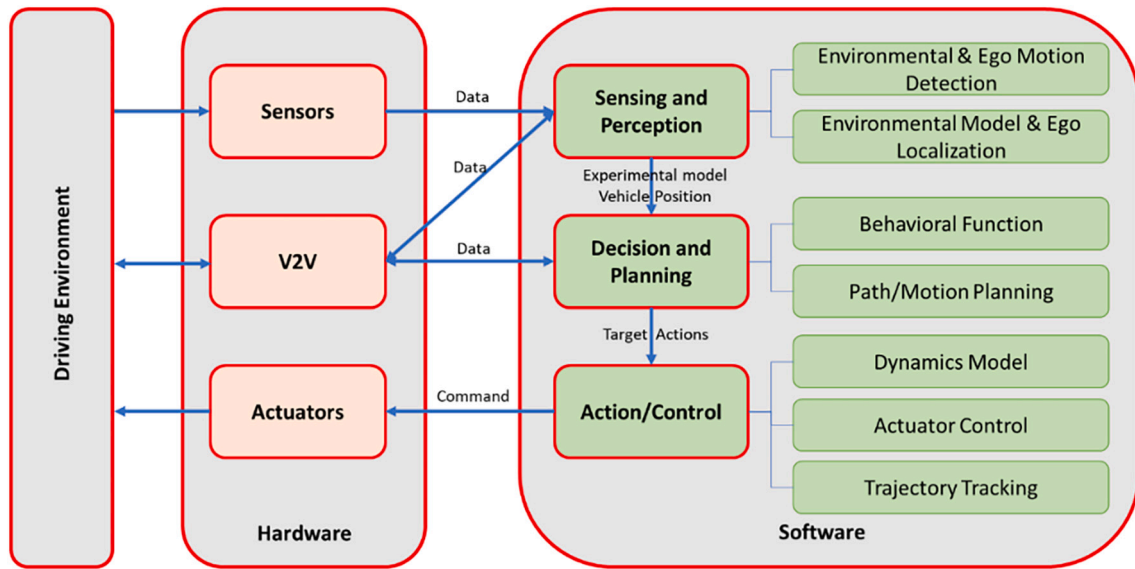 Driving Environment
Sensors
V2V
Actuators
Hardware
Data
Data
Data
Command
Sensing and
Perception
Experimental model
Vehicle Position
Decision and
Planning
Target Actions
Action/Control
Environmental & Ego Motion
Detection
Environmental Model & Ego
Localization
Behavioral Function
Path/Motion Planning
Dynamics Model
Actuator Control
Trajectory Tracking
Software